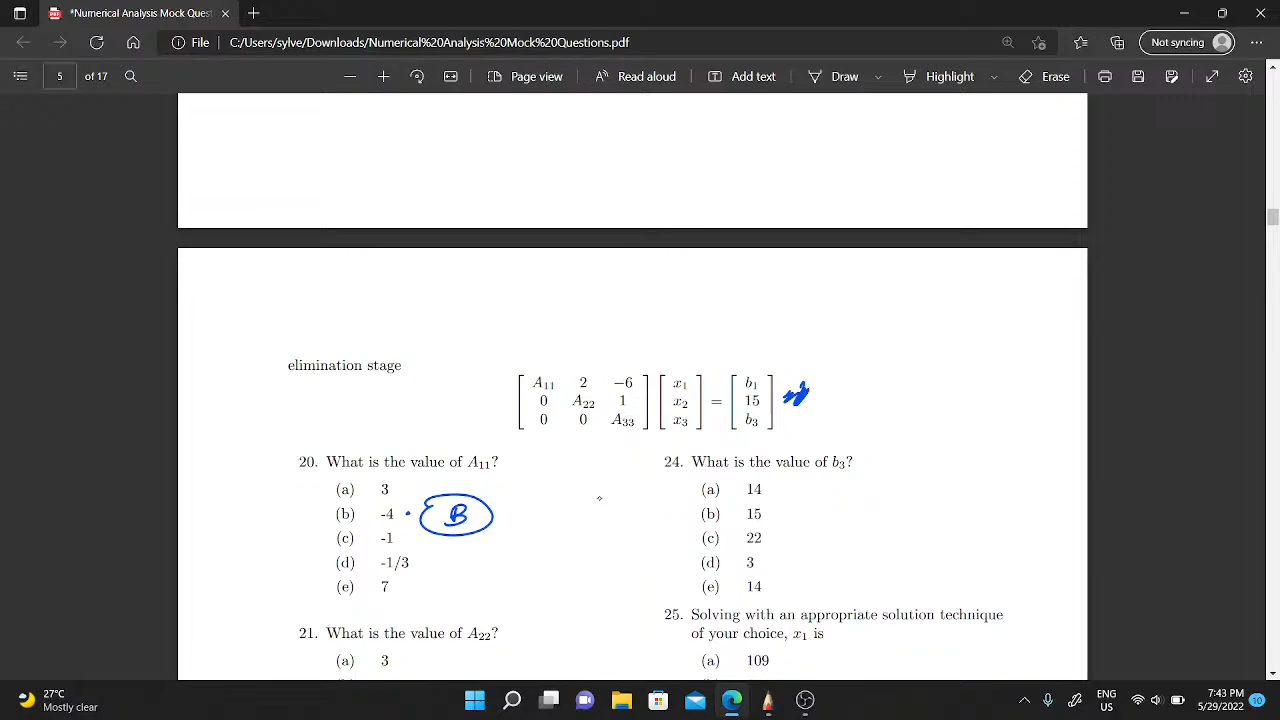 *Numerical Analysis Mock Quest
File
C:/Users/sylve/Downloads/Numerical%20Analysis%20Mock%20Questions.pdf
Not syncing
5 of 17
Page view
Read aloud
Add text
Draw
Highlight
Erase
elimination stage
A11 2 −6 x1 b1
0 A22 1 x2 = 15
0 0 A33 x3 b3
20. What is the value of A11?
(a) 3
(b) -4
B
(c) -1
(d) -1/3
(e) 7
21. What is the value of A22?
(a) 3
24. What is the value of b3?
(a) 14
(b) 15
(c) 22
(d) 3
(e) 14
25. Solving with an appropriate solution technique
of your choice, x1 is
(a) 109
27°C
Mostly clear
ENG
US
7:43 PM
5/29/2022
10